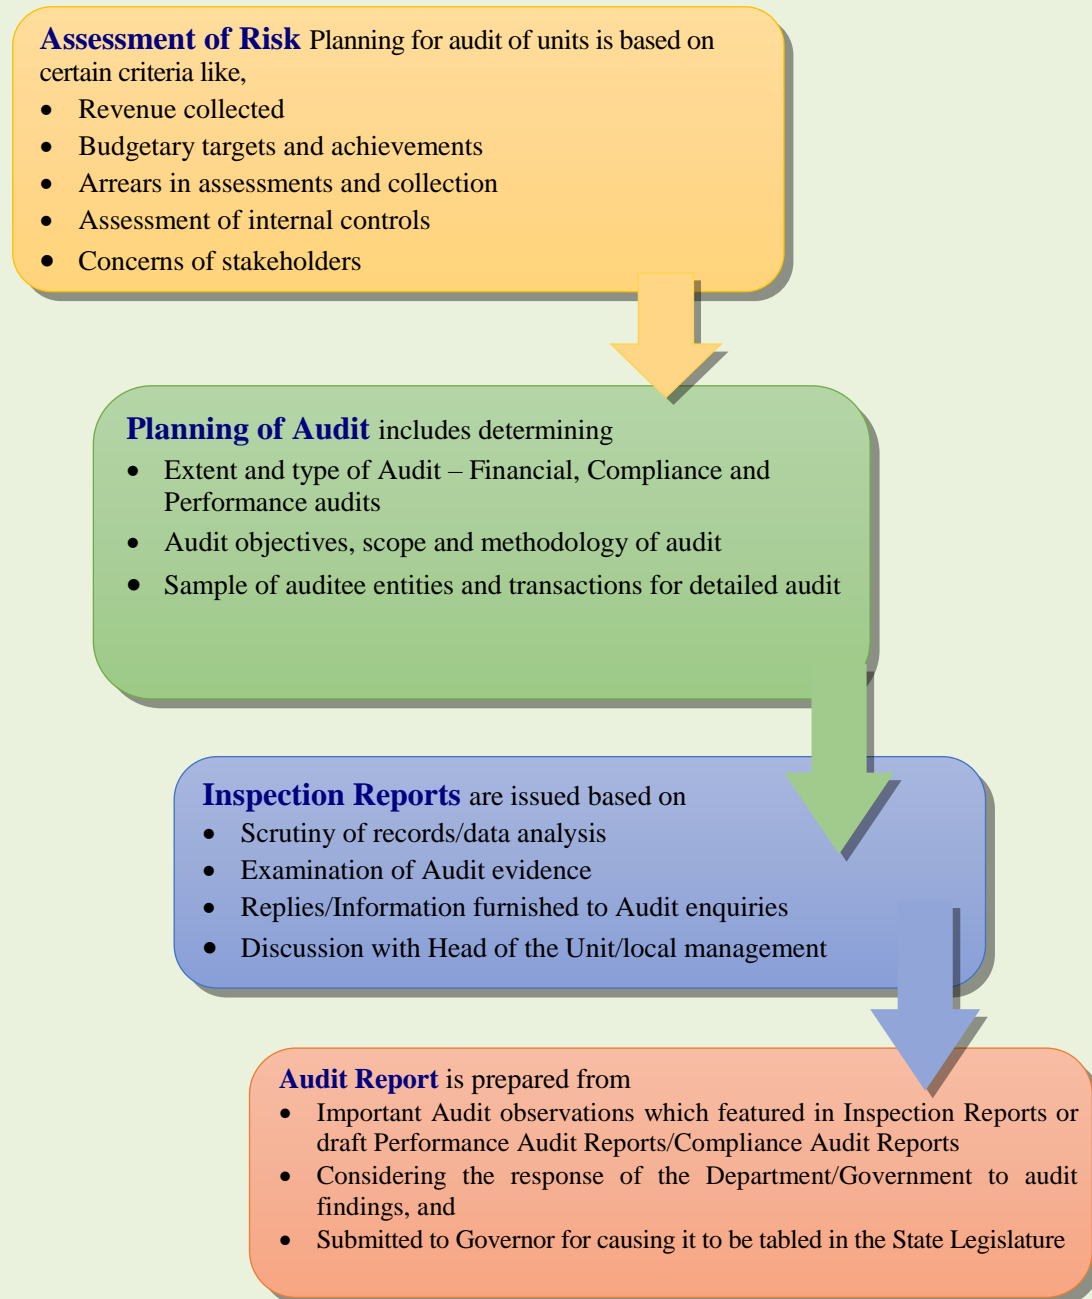 Assessment of Risk Planning for audit of units is based on
certain criteria like,
• Revenue collected
• Budgetary targets and achievements
• Arrears in assessments and collection
• Assessment of internal controls
• Concerns of stakeholders
Planning of Audit includes determining
• Extent and type of Audit – Financial, Compliance and
Performance audits
• Audit objectives, scope and methodology of audit
• Sample of auditee entities and transactions for detailed audit
Inspection Reports are issued based on
• Scrutiny of records/data analysis
• Examination of Audit evidence
• Replies/Information furnished to Audit enquiries
• Discussion with Head of the Unit/local management
Audit Report is prepared from
• Important Audit observations which featured in Inspection Reports or
draft Performance Audit Reports/Compliance Audit Reports
• Considering the response of the Department/Government to audit
findings, and
• Submitted to Governor for causing it to be tabled in the State Legislature